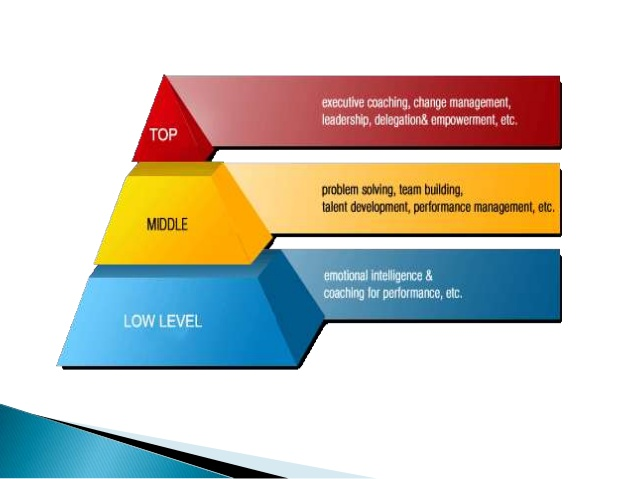 TOP
executive coaching, change management,
leadership, delegation& empowerment, etc.
MIDDLE
problem solving, team building,
talent development, performance management, etc.
LOW LEVEL
emotional intelligence &
coaching for performance, etc.